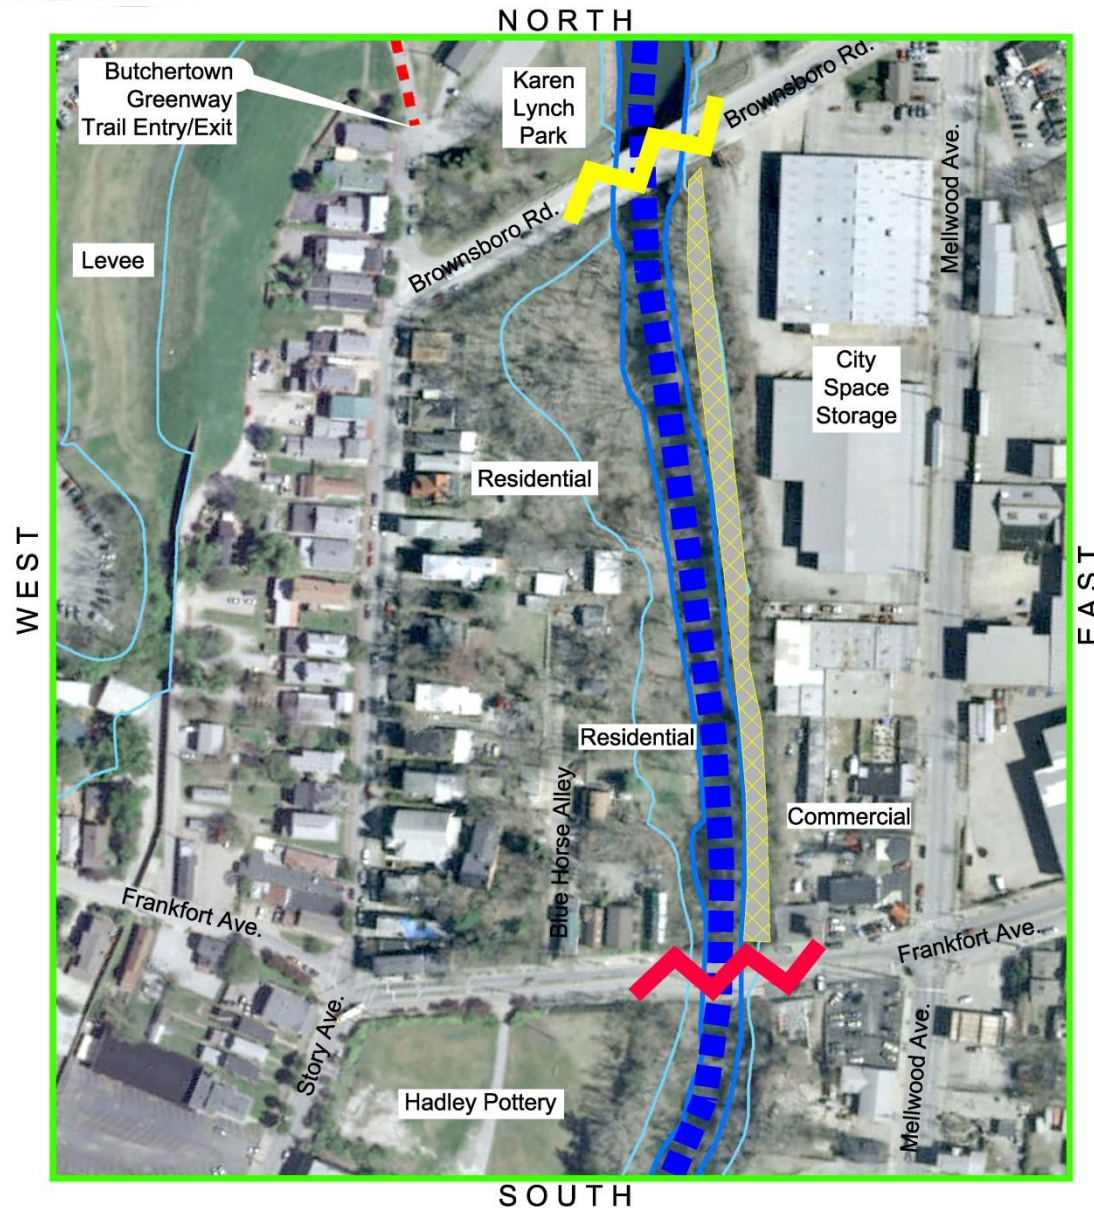 NORTH
Butchertown
Greenway
Trail Entry/Exit
Karen
Lynch
Park
Brownsboro Rd.
Mellwood Ave.
Levee
Brownsboro Rd.
City
Space
Storage
Residential
WEST
EAST
Residential
Blue Horse Alley
Commercial
Frankfort Ave.
Frankfort Ave.
Story Ave.
Hadley Pottery
Mellwood Ave.
SOUTH